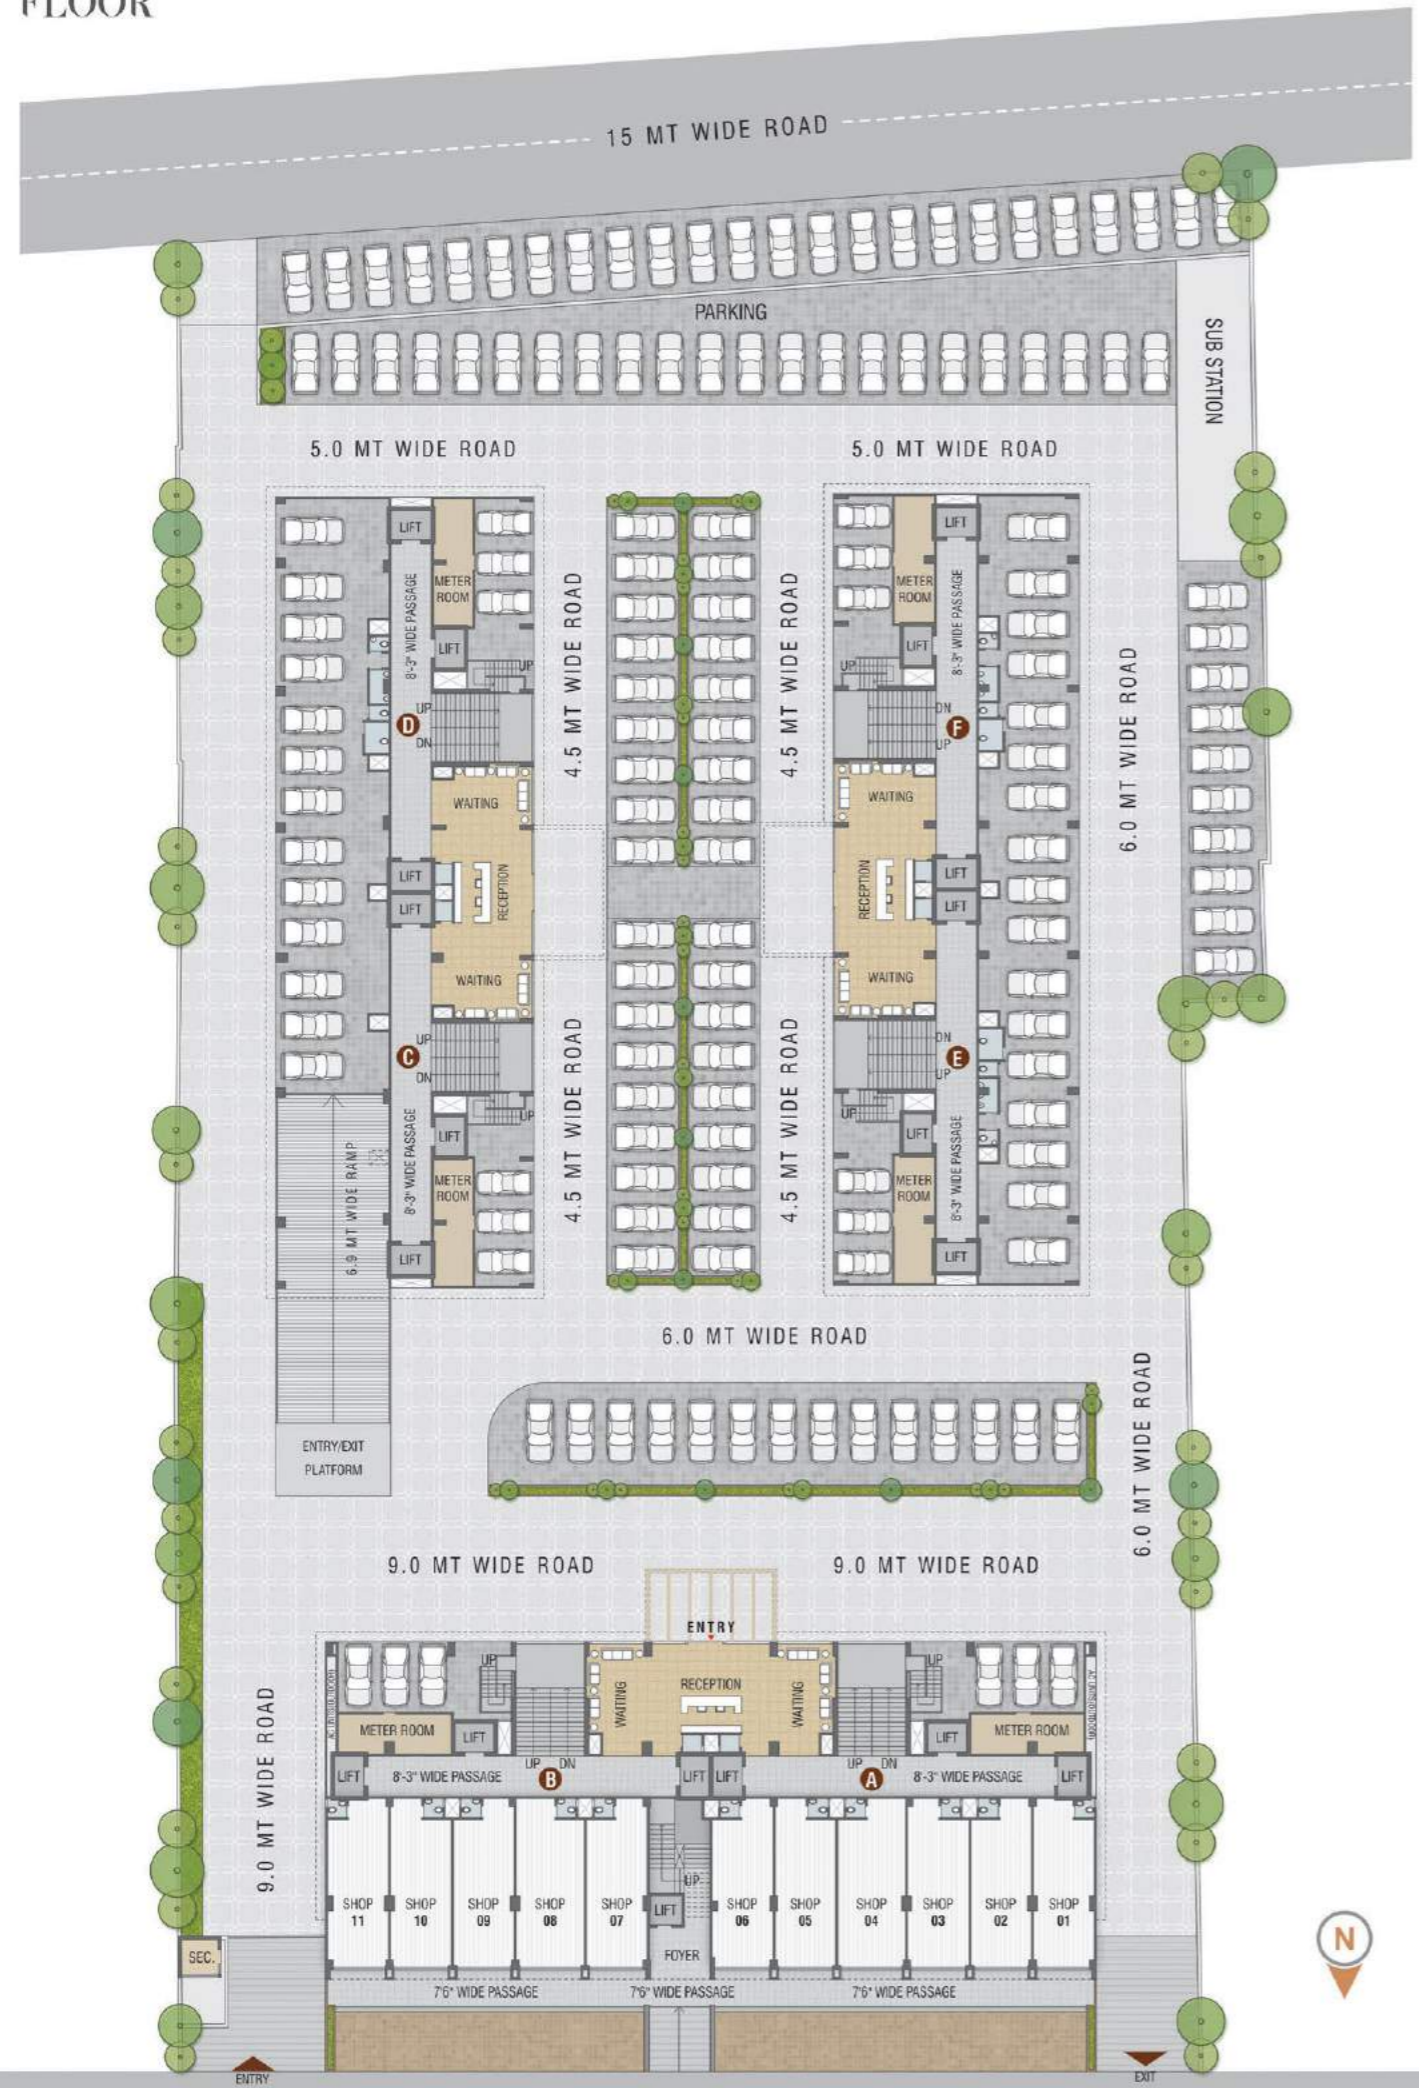 FLOOR
15 MT WIDE ROAD
PARKING
SUB STATION
5.0 MT WIDE ROAD
5.0 MT WIDE ROAD
LIFT
METER
ROOM
8'-3" WIDE PASSAGE
LIFT
UP
UP
D
DN
WAITING
LIFT
RECEPTION
LIFT
WAITING
UP
C
DN
UP
LIFT
8'-3" WIDE PASSAGE
METER
ROOM
LIFT
6.9 MT WIDE RAMP
ENTRY/EXIT
PLATFORM
4.5 MT WIDE ROAD
4.5 MT WIDE ROAD
4.5 MT WIDE ROAD
4.5 MT WIDE ROAD
LIFT
METER
ROOM
8'-3" WIDE PASSAGE
LIFT
UP
DN
F
UP
WAITING
LIFT
RECEPTION
LIFT
WAITING
DN
E
UP
UP
LIFT
8'-3" WIDE PASSAGE
METER
ROOM
LIFT
6.0 MT WIDE ROAD
6.0 MT WIDE ROAD
6.0 MT WIDE ROAD
9.0 MT WIDE ROAD
9.0 MT WIDE ROAD
9.0 MT WIDE ROAD
ENTRY
UP
UP
WAITING
RECEPTION
WAITING
METER ROOM
LIFT
LIFT
METER ROOM
LIFT
8'-3" WIDE PASSAGE
UP
DN
B
LIFT
LIFT
UP
DN
A
8'-3" WIDE PASSAGE
LIFT
UP
LIFT
SHOP
11
SHOP
10
SHOP
09
SHOP
08
SHOP
07
SHOP
06
SHOP
05
SHOP
04
SHOP
03
SHOP
02
SHOP
01
FOYER
SEC.
7'6" WIDE PASSAGE
7'6" WIDE PASSAGE
7'6" WIDE PASSAGE
N
ENTRY
EXIT